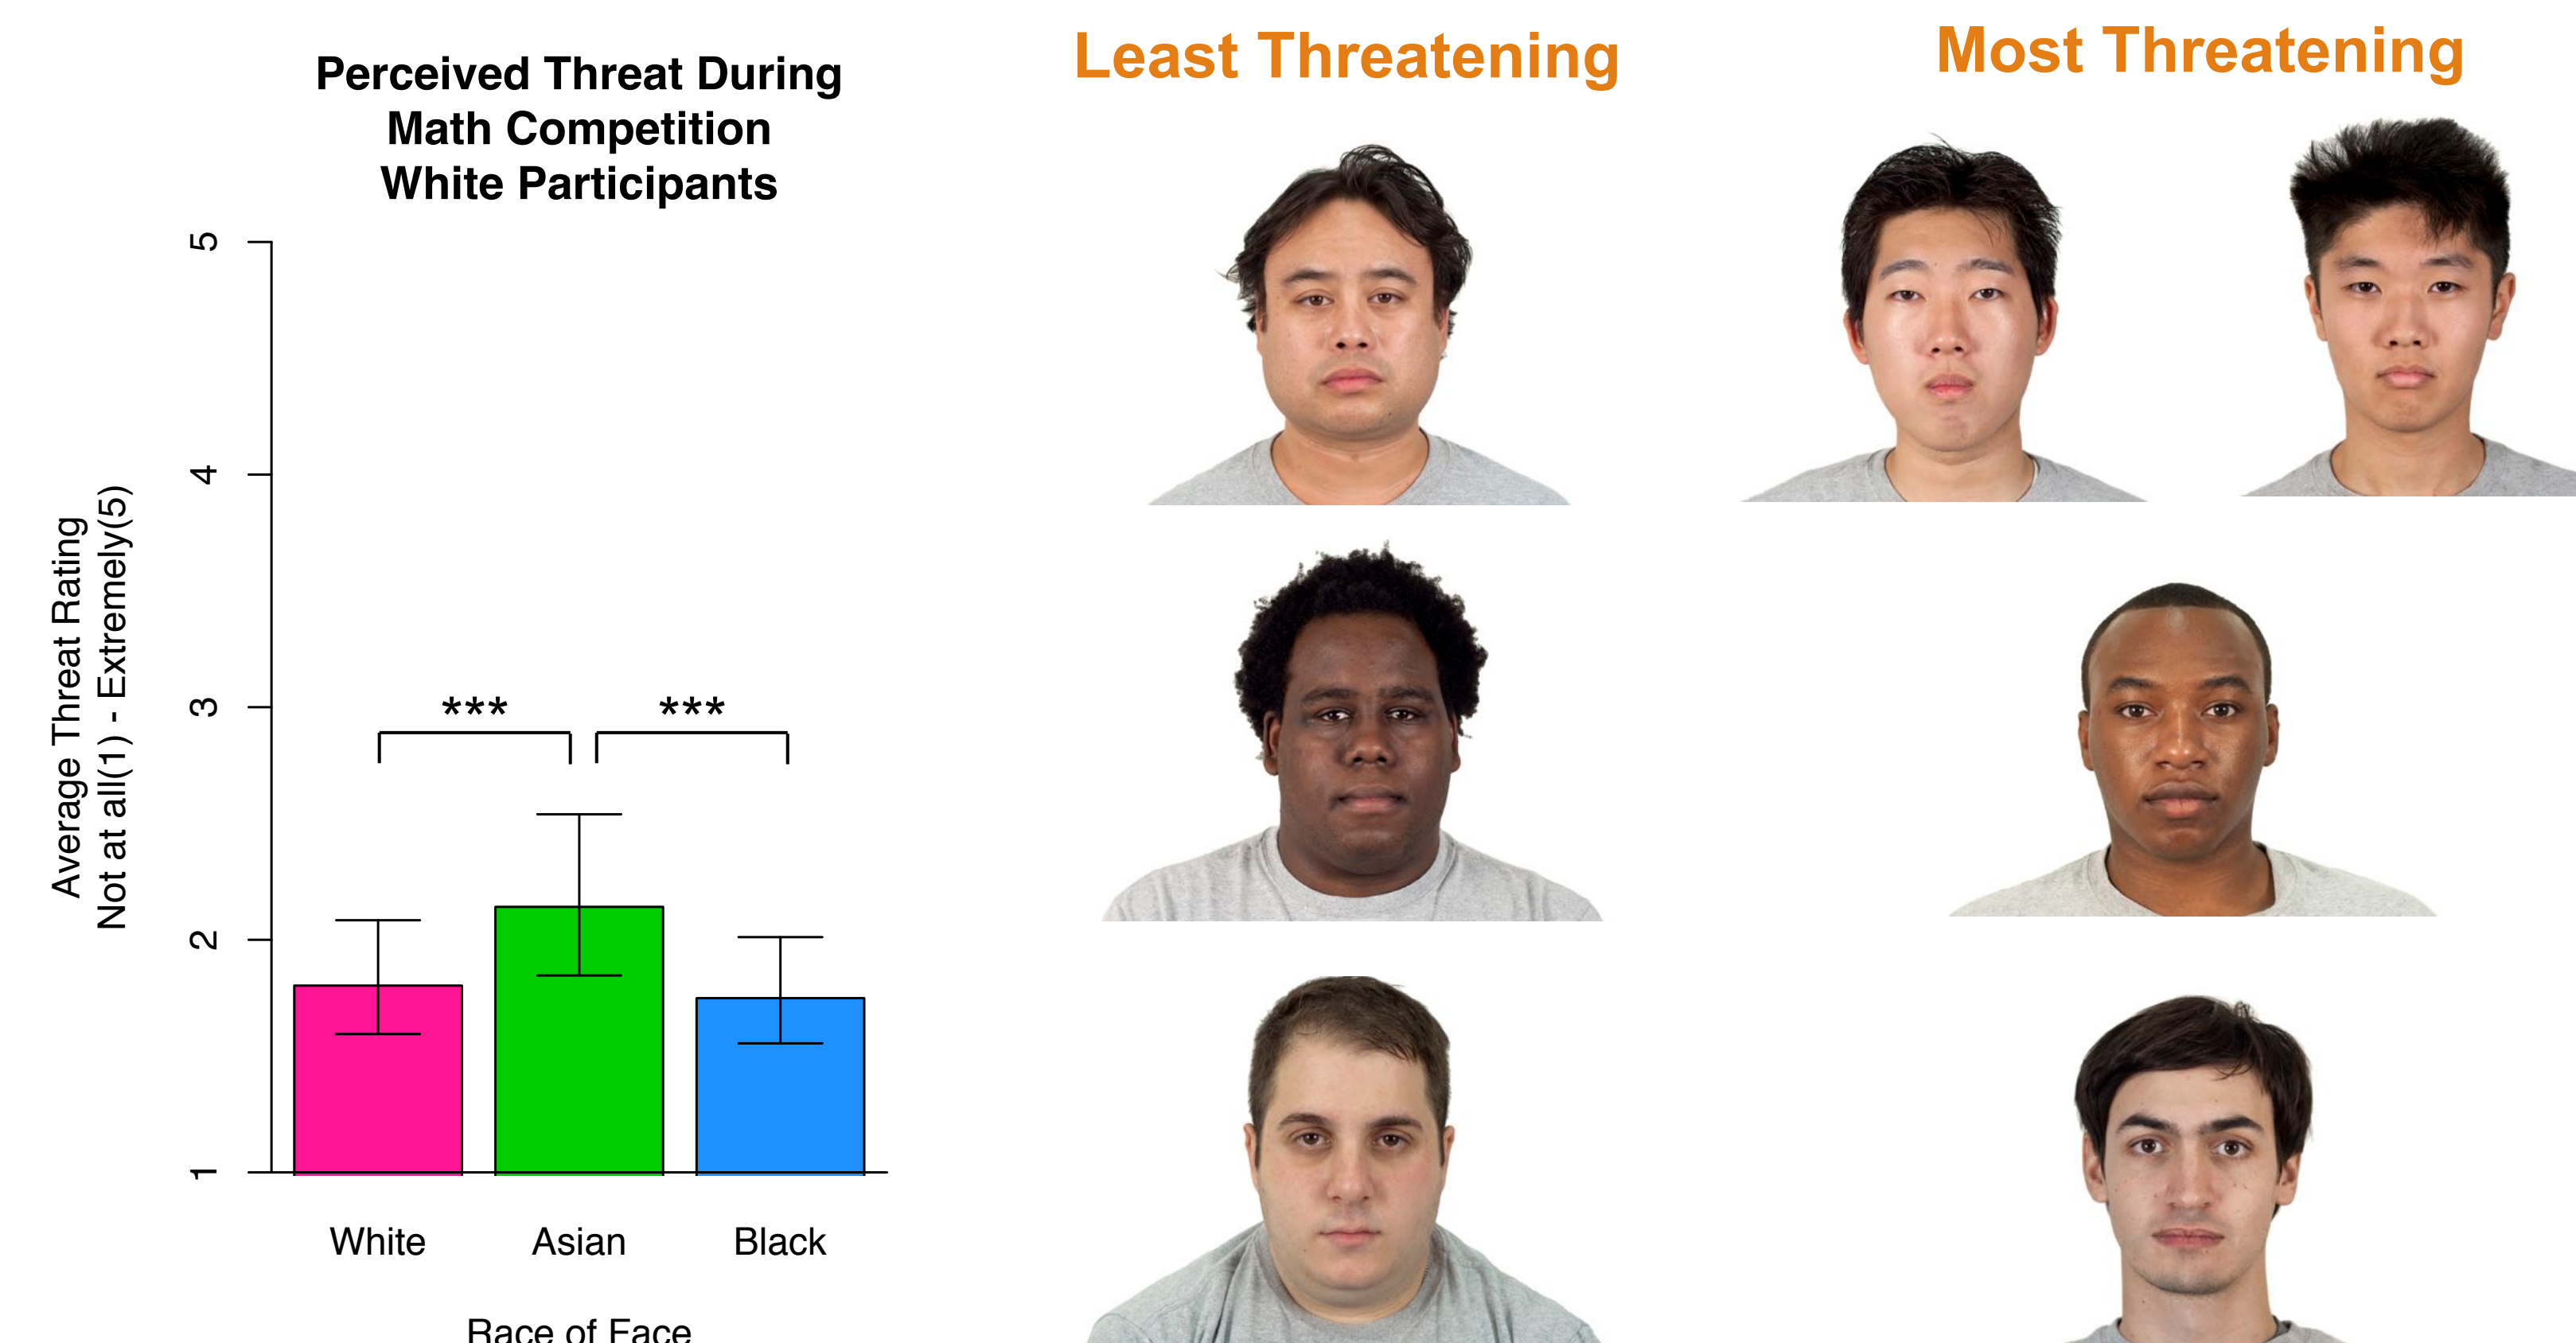 Perceived Threat During
Math Competition
White Participants
Least Threatening
Most Threatening
Average Threat Rating
Not at all(1) - Extremely(5)
5
4
3
2
1
*** ***
White Asian Black
Race of Face